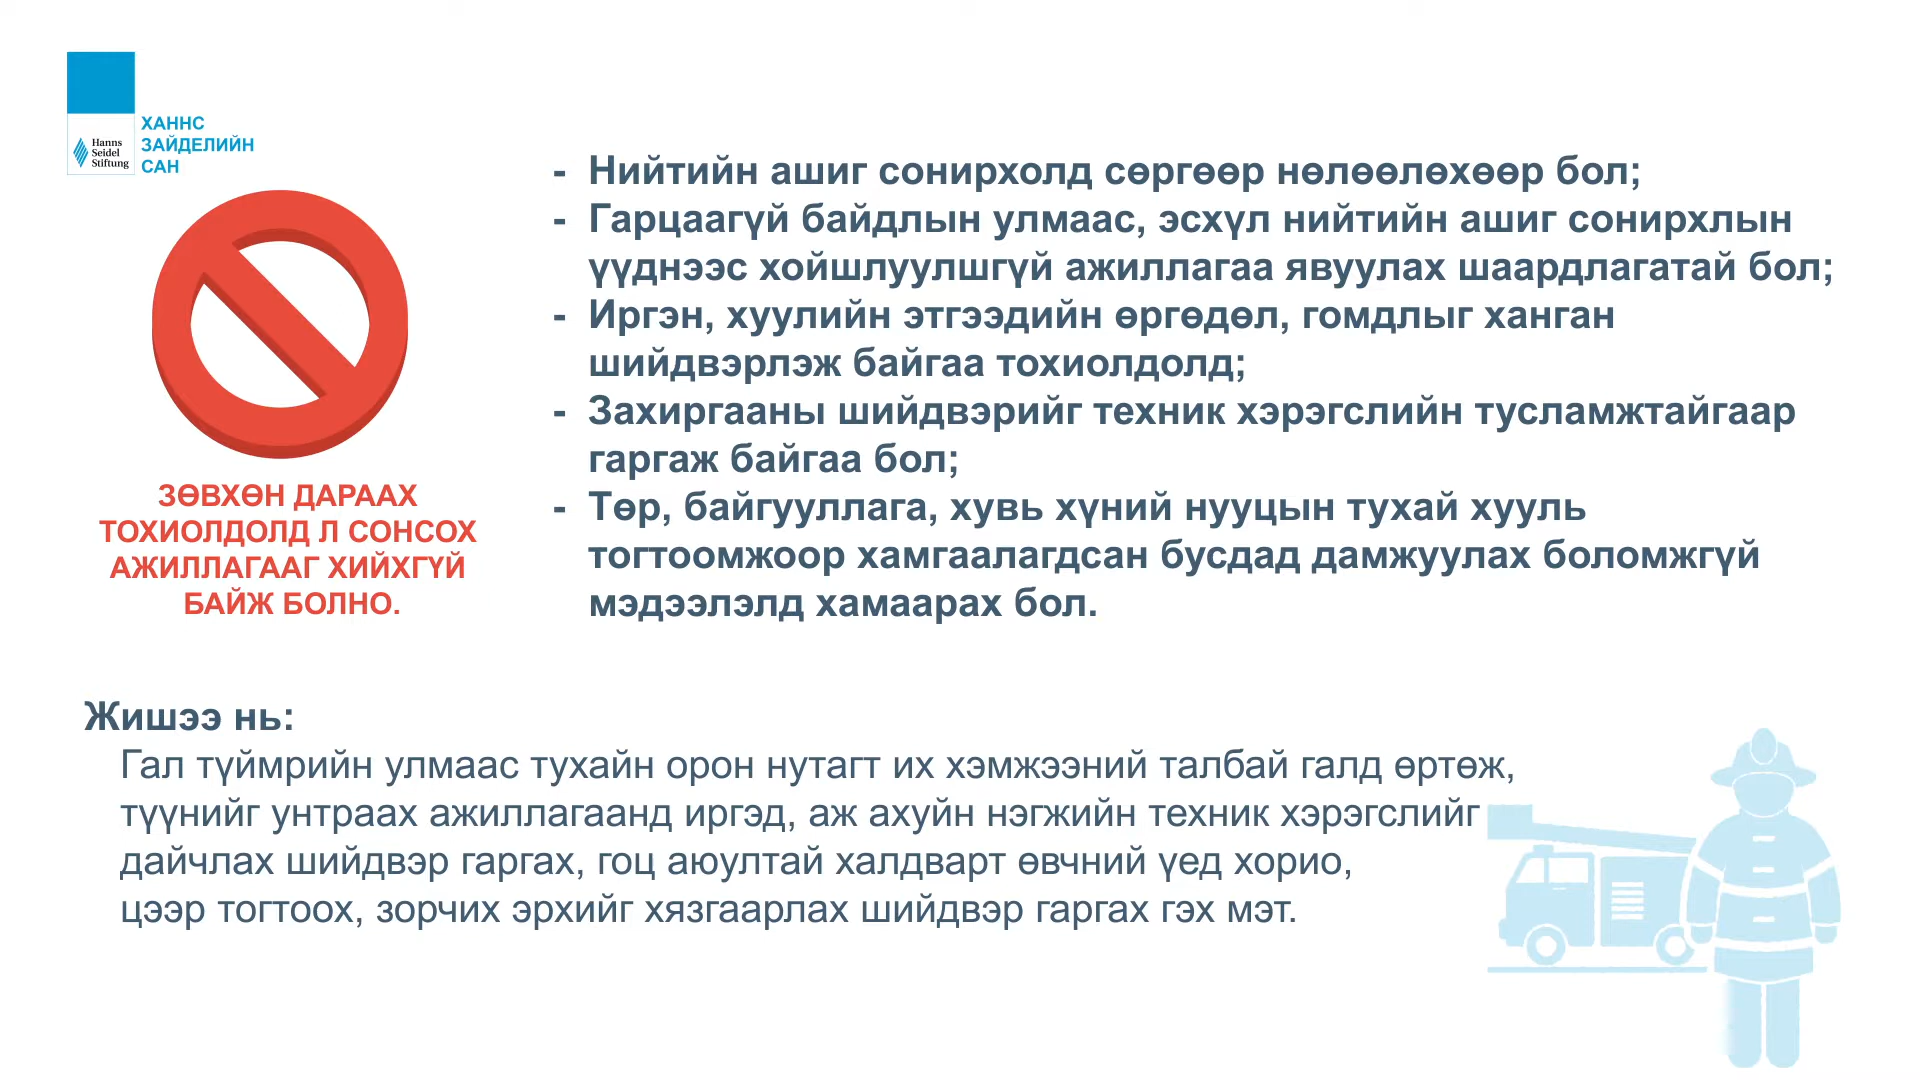 ХАННС
ЗАЙДЕЛИЙН
САН
Hanns
Seidel
Stiftung
ЗӨВХӨН ДАРААХ
ТОХИОЛДОЛД Л СОНСОХ
АЖИЛЛАГААГ ХИЙХГҮЙ
БАЙЖ БОЛНО.
- Нийтийн ашиг сонирхолд сөргөөр нөлөөлөхөөр бол;
- Гарцаагүй байдлын улмаас, эсхүл нийтийн ашиг сонирхлын
үүднээс хойшлуулшгүй ажиллагаа явуулах шаардлагатай бол;
- Иргэн, хуулийн этгээдийн өргөдөл, гомдлыг ханган
шийдвэрлэж байгаа тохиолдолд;
- Захиргааны шийдвэрийг техник хэрэгслийн тусламжтайгаар
гаргаж байгаа бол;
- Төр, байгууллага, хувь хүний нууцын тухай хууль
тогтоомжоор хамгаалагдсан бусдад дамжуулах боломжгүй
мэдээлэлд хамаарах бол.
Жишээ нь:
Гал түймрийн улмаас тухайн орон нутагт их хэмжээний талбай галд өртөж,
түүнийг унтраах ажиллагаанд иргэд, аж ахуйн нэгжийн техник хэрэгслийг
дайчлах шийдвэр гаргах, гоц аюултай халдварт өвчний үед хорио,
цээр тогтоох, зорчих эрхийг хязгаарлах шийдвэр гаргах гэх мэт.